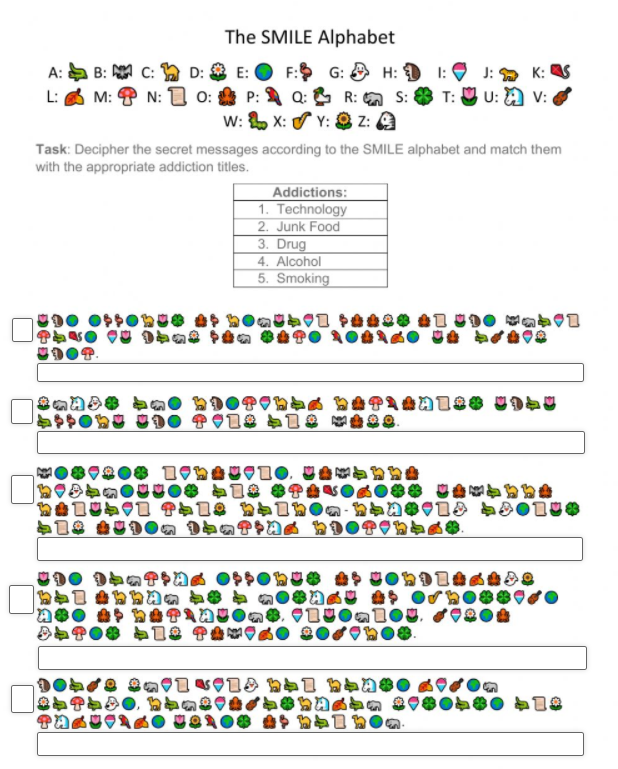 The SMILE Alphabet
A: B: C: D: E: F: G: H: I: J: K:
L: M: N: O: P: Q: R: S: T: U: V:
W: X: Y: Z:
Task: Decipher the secret messages according to the SMILE alphabet and match them
with the appropriate addiction titles.
Addictions:
1. Technology
2. Junk Food
3. Drug
4. Alcohol
5. Smoking